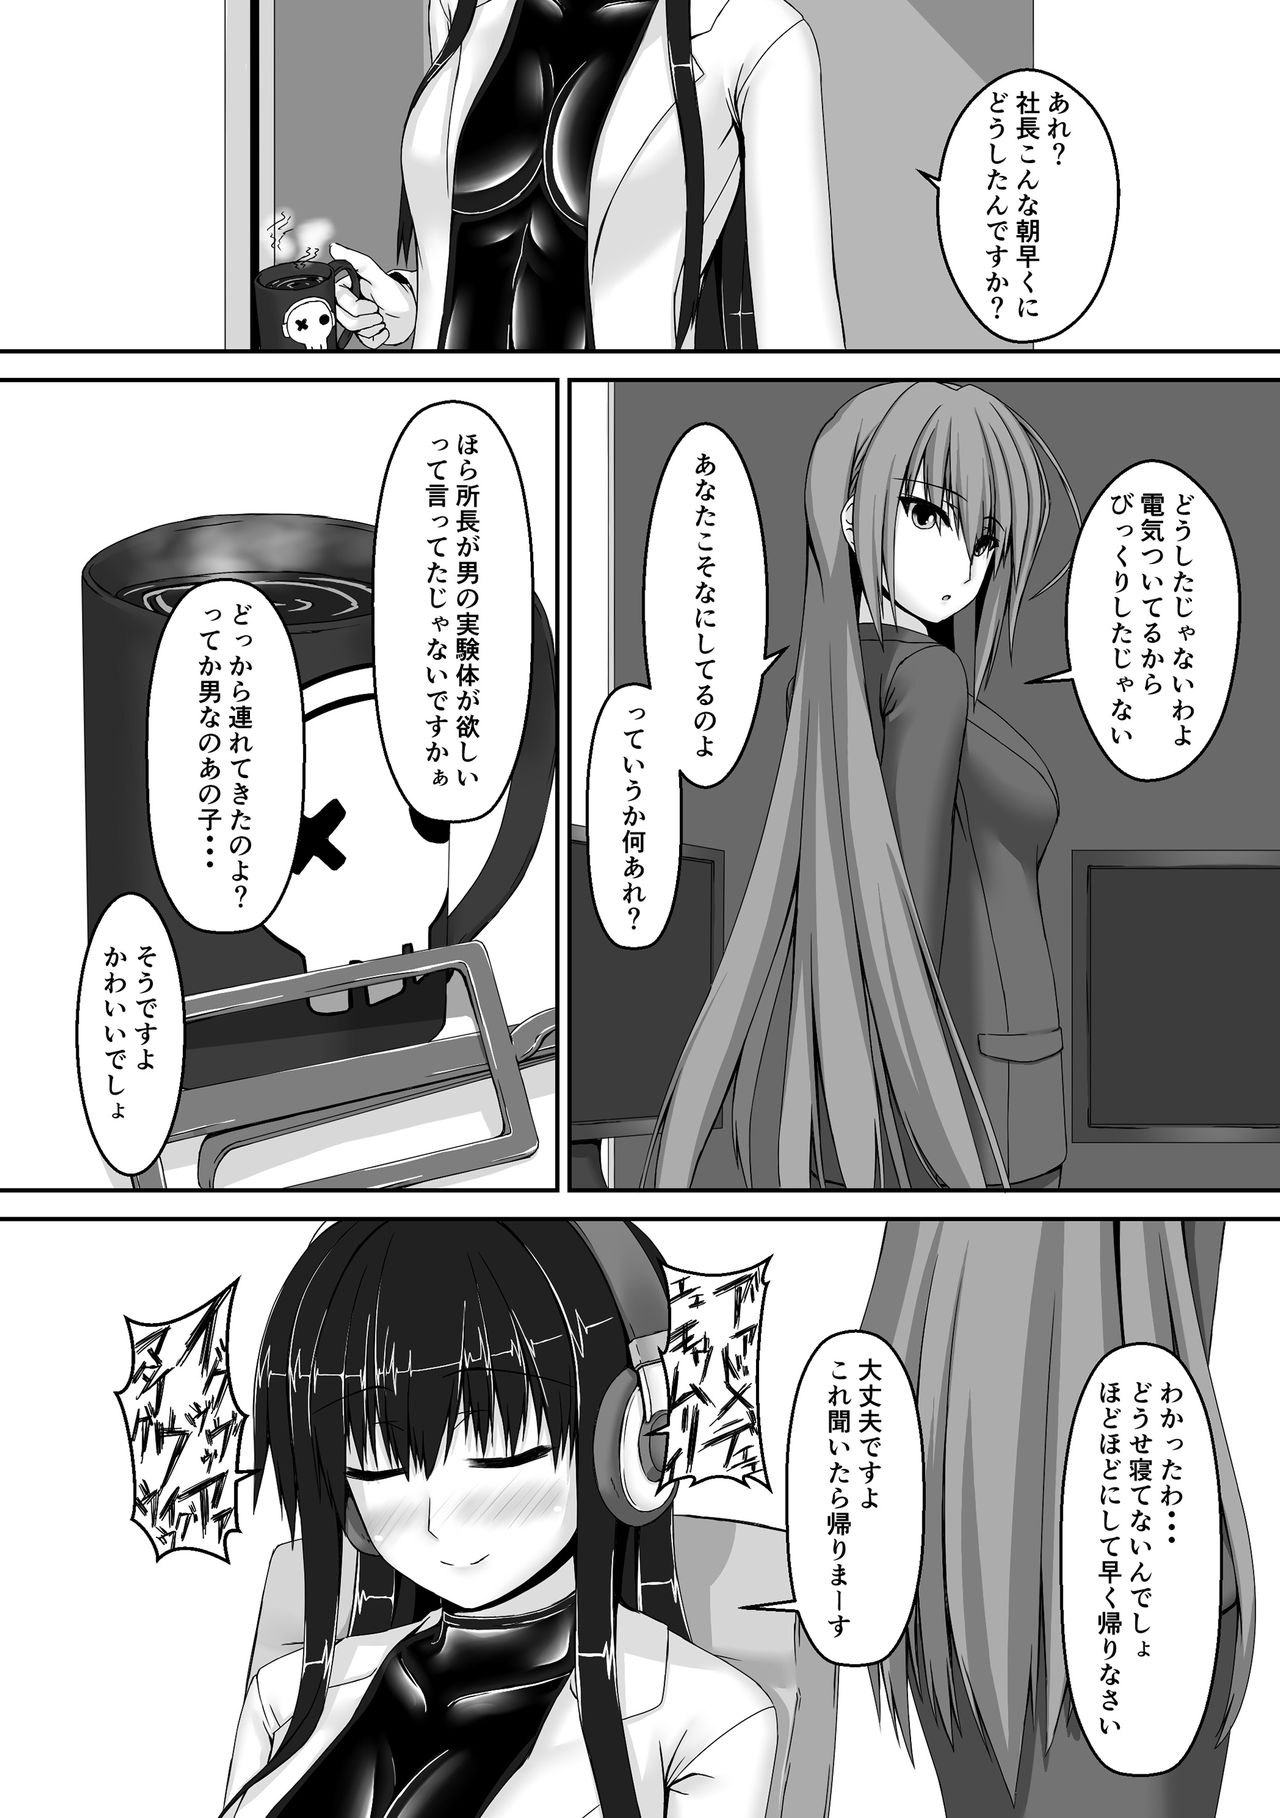 あれ？
社長こんな朝早くに
どうしたんですか？
どうしたじゃないわよ
電気ついてるから
びっくりしたじゃない
あなたこそなにしてるのよ
っていうか何あれ？
ほら所長が男の実験体が欲しい
って言ってたじゃないですかぁ
どっから連れてきたのよ？
ってか男なのあの子・・・
そうですよ
かわいいでしょ
わかったわ・・・
どうせ寝てないんでしょ
ほどほどにして早く帰りなさい
大丈夫ですよ
これ聞いたら帰りまーす